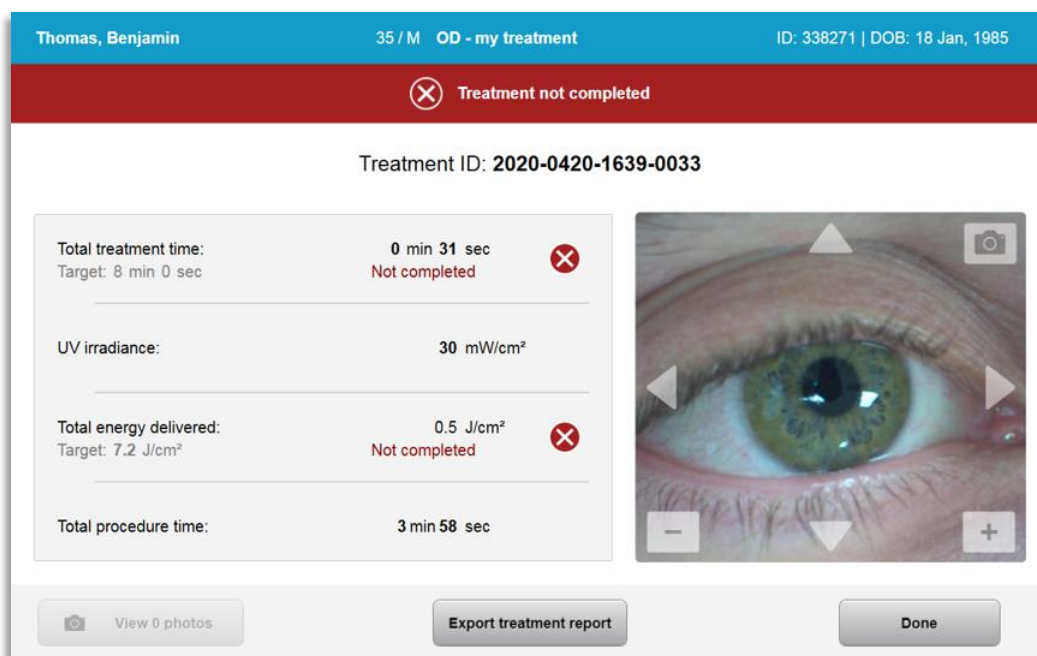 Thomas, Benjamin 35 / M OD - my treatment ID: 338271 | DOB: 18 Jan, 1985
Treatment not completed
Treatment ID: 2020-0420-1639-0033
Total treatment time: 0 min 31 sec
Target: 8 min 0 sec Not completed
UV irradiance: 30 mW/cm²
Total energy delivered: 0.5 J/cm²
Target: 7.2 J/cm² Not completed
Total procedure time: 3 min 58 sec
View 0 photos Export treatment report Done